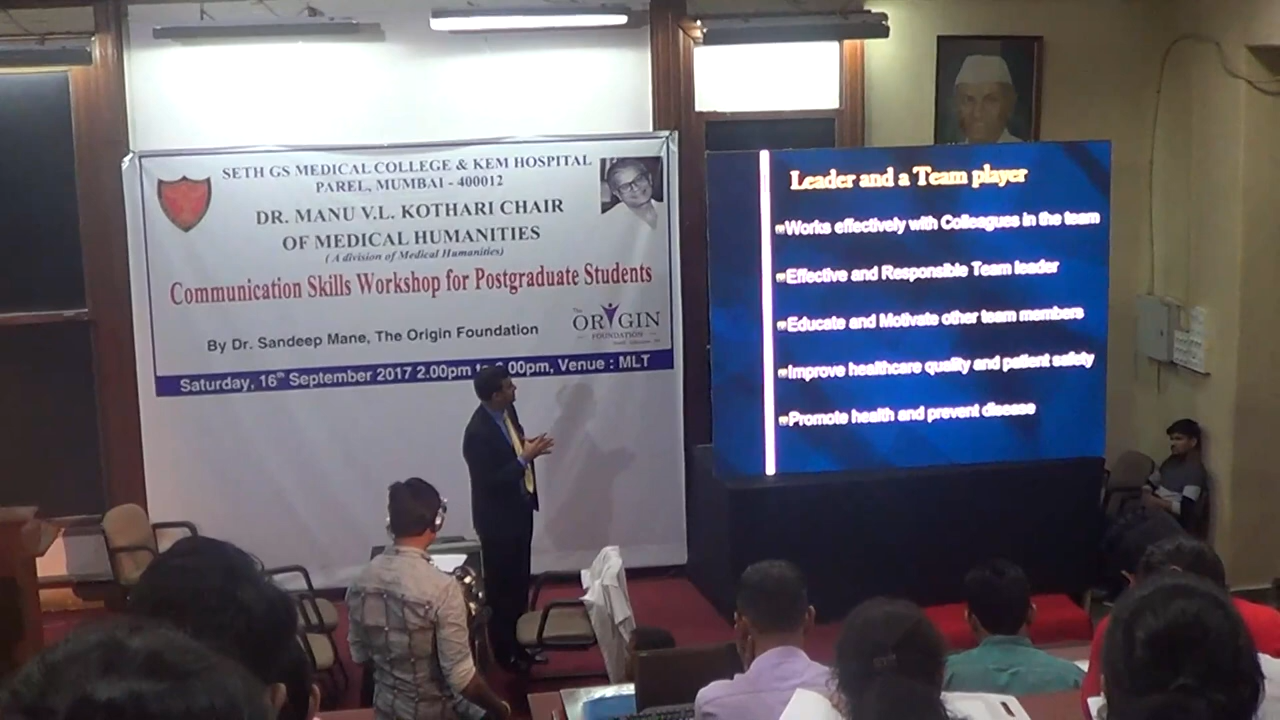 SETH GS MEDICAL COLLEGE & KEM HOSPITAL
PAREL, MUMBAI - 400012
DR. MANU V.L. KOTHARI CHAIR
OF MEDICAL HUMANITIES
( A division of Medical Humanities)
Communication Skills Workshop for Postgraduate Students
By Dr. Sandeep Mane, The Origin Foundation
The
ORIGIN
FOUNDATION
Saturday, 16th September 2017 2.00pm .00pm, Venue : MLT
Leader and a Team player
Works effectively with Colleagues in the team
Effective and Responsible Team leader
Educate and Motivate other team members
Improve healthcare quality and patient safety
Promote health and prevent disease